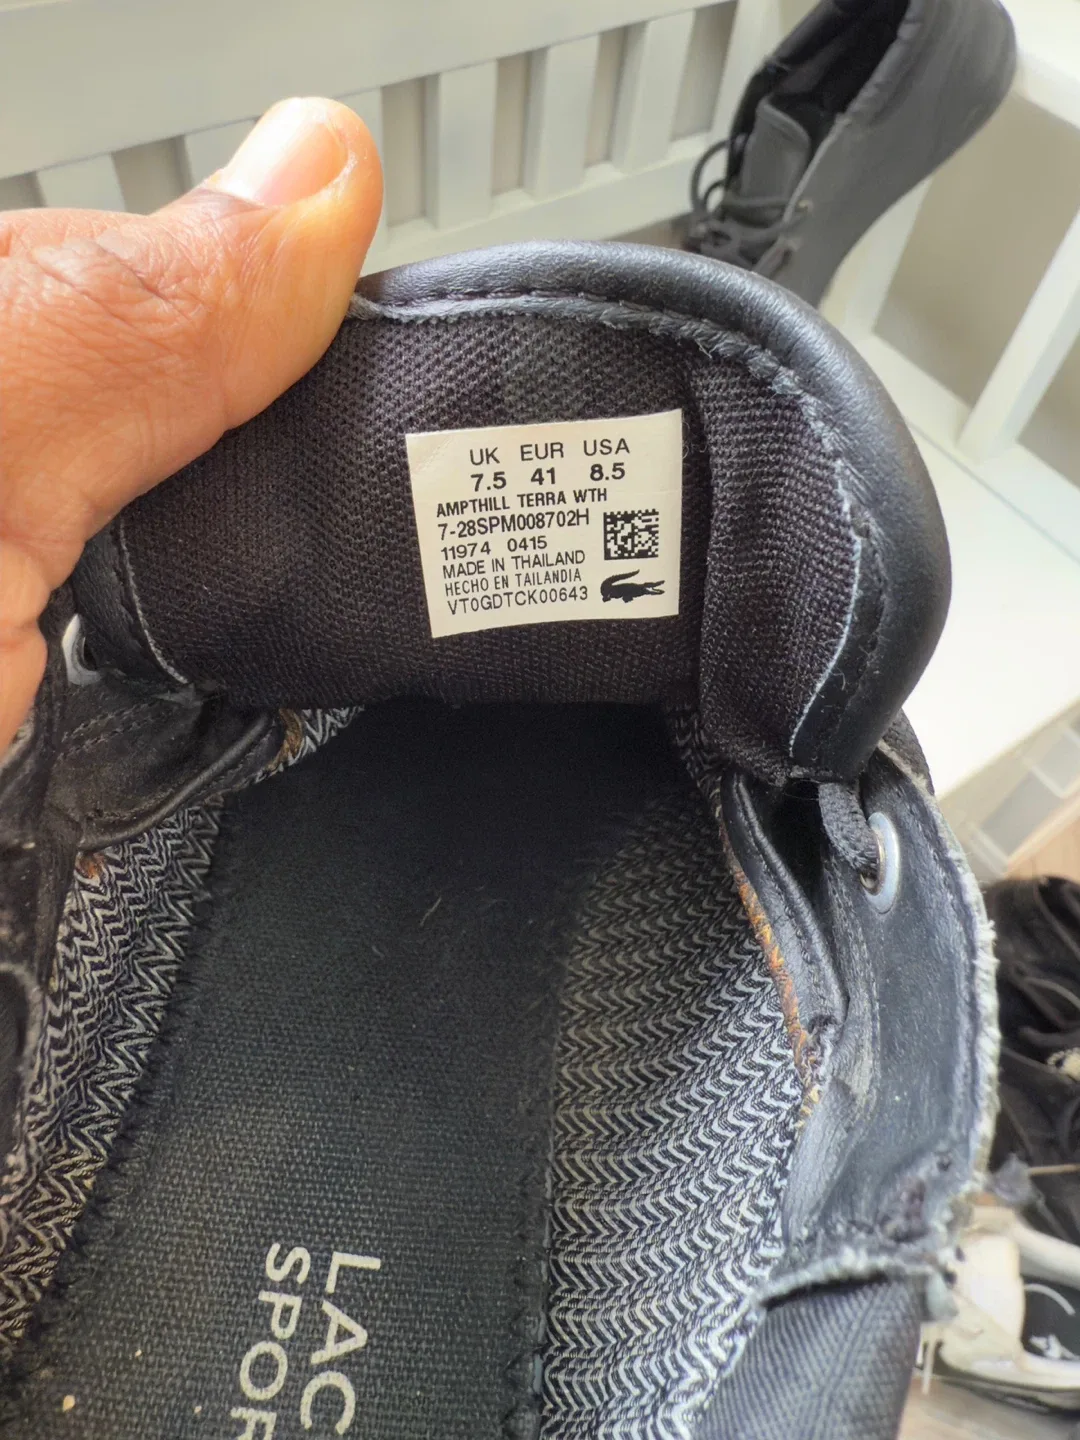 UK EUR USA
7.5 41 8.5
AMPTHILL TERRA WTH
7-28SPM008702H
11974 0415
MADE IN THAILAND
HECHO EN TAILANDIA
VT0GDTCK00643
LAC
SPOR